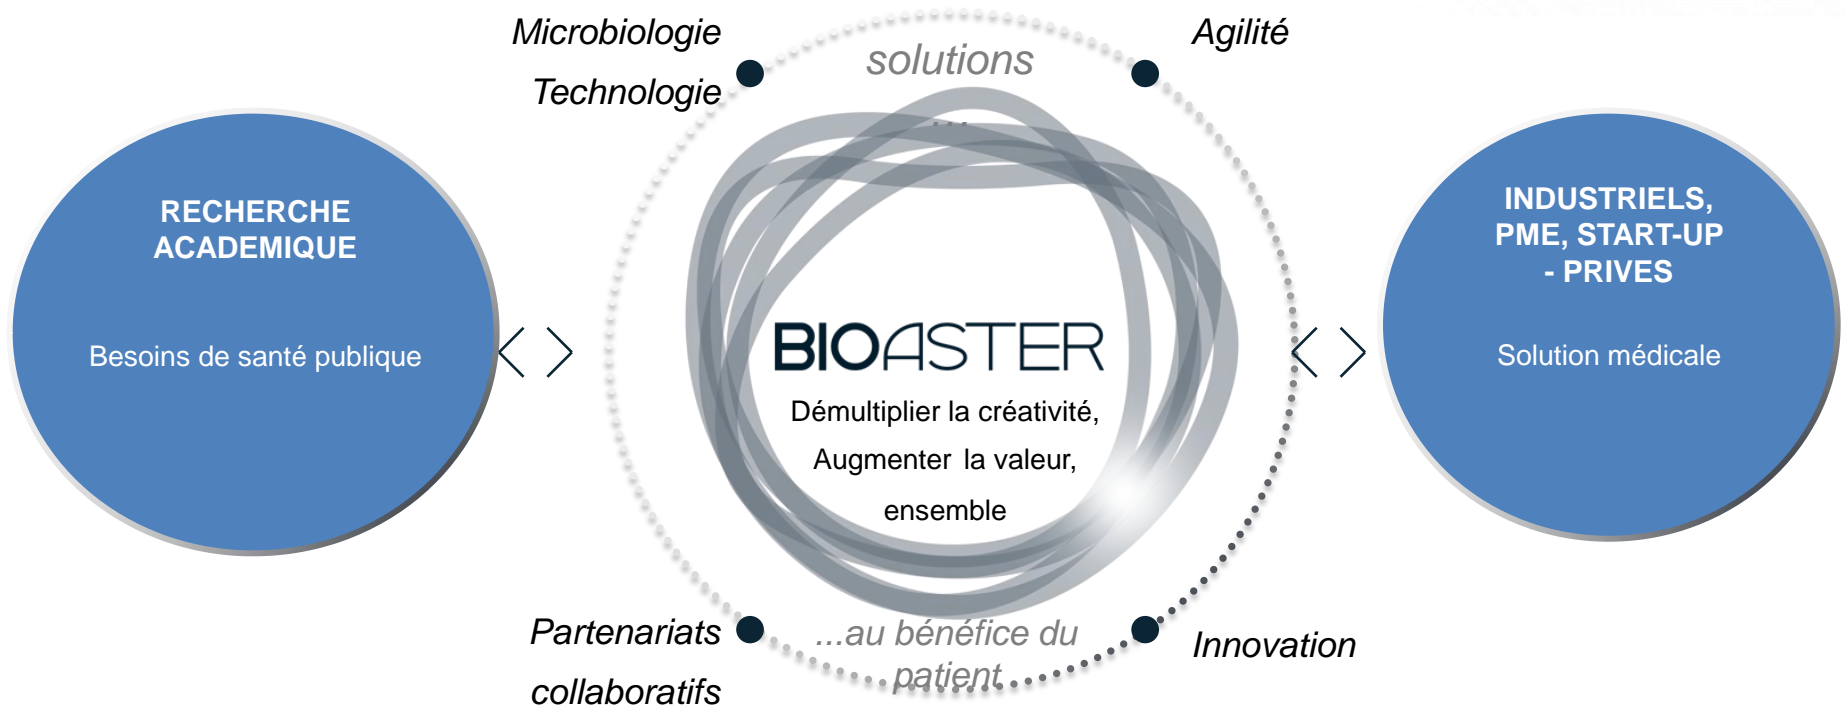 Microbiologie
Technologie
solutions
...
Agilité
RECHERCHE
ACADEMIQUE
Besoins de santé publique
BIOASTER
Démultiplier la créativité,
Augmenter la valeur,
ensemble
INDUSTRIELS,
PME, START-UP
- PRIVES
Solution médicale
Partenariats
collaboratifs
...au bénéfice du
patient
Innovation